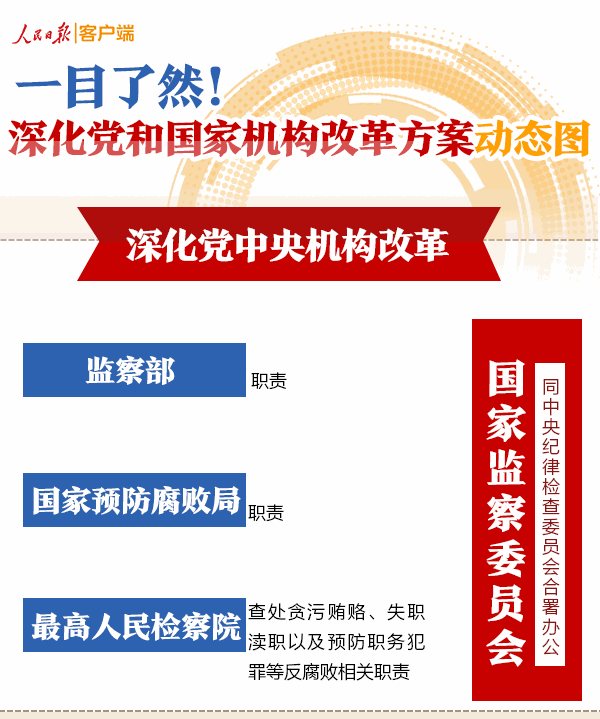 人民日报 客户端
一目了然!
深化党和国家机构改革方案动态图
深化党中央机构改革
监察部
职责
国家预防腐败局
职责
最高人民检察院
查处贪污贿赂、失职
渎职以及预防职务犯
罪等反腐败相关职责
国家监察委员会
同中央纪律检查委员会合署办公